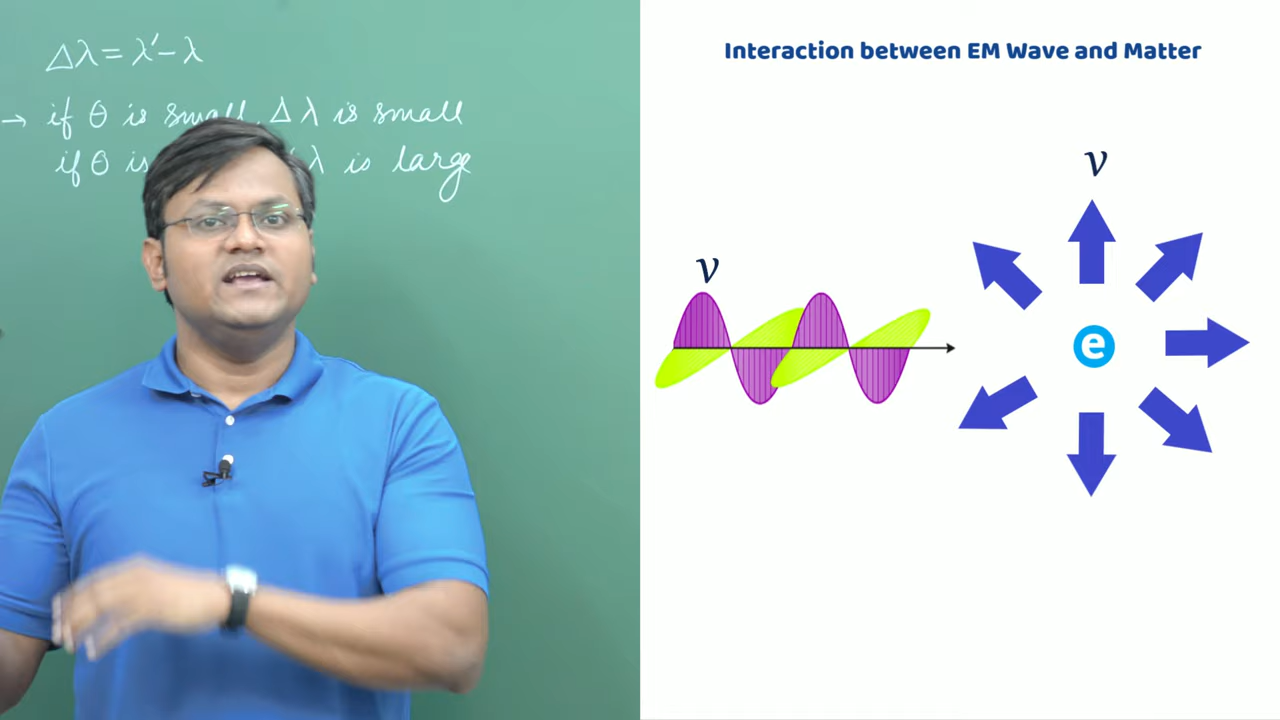 Δλ = λ′ − λ
→ if θ is small, Δλ is small
if θ is λ is large
Interaction between EM Wave and Matter
ν
ν
e